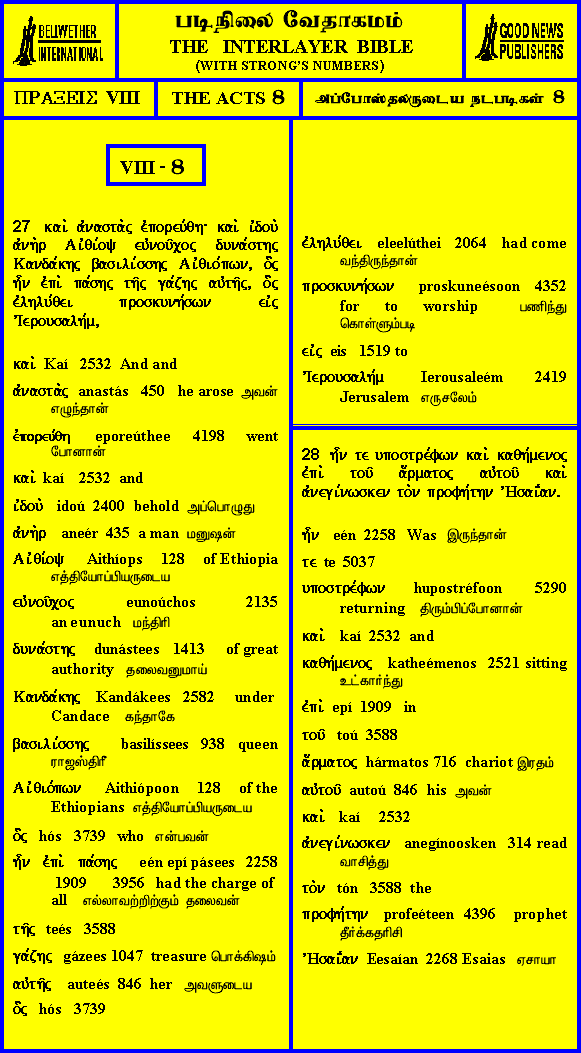 BELLWETHER
INTERNATIONAL
படிநிலை வேதாகமம்
THE INTERLAYER BIBLE
(WITH STRONG'S NUMBERS)
GOOD NEWS
PUBLISHERS
ΠΡΑΞΕΙΣ VIII
THE ACTS 8
அப்போஸ்தலருடைய நடபடிகள் 8
VIII - 8
27 καὶ ἀναστὰς ἐπορεύθη· καὶ ἰδοὺ
ἀνὴρ Αἰθίοψ εὐνοῦχος δυνάστης
Κανδάκης βασιλίσσης Αἰθιόπων, ὃς
ἦν ἐπὶ πάσης τῆς γάζης αὐτῆς, ὃς
ἐληλύθει προσκυνήσων εἰς
Ἰερουσαλήμ,
καὶ Kaí 2532 And and
ἀναστὰς anastás 450 he arose அவன்
எழுந்தான்
ἐπορεύθη eporeúthee 4198 went
போனான்
καὶ kaí 2532 and
ἰδοὺ idoú 2400 behold அப்பொழுது
ἀνὴρ aneér 435 a man மனுஷன்
Αἰθίοψ Aithíops 128 of Ethiopia
எத்தியோப்பியருடைய
εὐνοῦχος eunoúchos 2135
an eunuch மந்திரி
δυνάστης dunástees 1413 of great
authority தலைவனுமாய்
Κανδάκης Kandákees 2582 under
Candace கந்தாகே
βασιλίσσης basilíssees 938 queen
ராஜஸ்திரீ
Αἰθιόπων Aithiópoon 128 of the
Ethiopians எத்தியோப்பியருடைய
ὃς hós 3739 who என்பவன்
ἦν ἐπὶ πάσης eén epí pásees 2258
1909 3956 had the charge of
all எல்லாவற்றிற்கும் தலைவன்
τῆς teés 3588
γάζης gázees 1047 treasure பொக்கிஷம்
αὐτῆς auteés 846 her அவளுடைய
ὃς hós 3739
ἐληλύθει eleelúthei 2064 had come
வந்திருந்தான்
προσκυνήσων proskuneésoon 4352
for to worship பணிந்து
கொள்ளும்படி
εἰς eis 1519 to
Ἰερουσαλήμ Ierousaleém 2419
Jerusalem எருசலேம்
28 ἦν τε υποστρέφων καὶ καθήμενος
ἐπὶ τοῦ ἅρματος αὐτοῦ καὶ
ἀνεγίνωσκεν τὸν προφήτην Ἠσαΐαν.
ἦν eén 2258 Was இருந்தான்
τε te 5037
υποστρέφων hupostréfoon 5290
returning திரும்பிப்போனான்
καὶ kaí 2532 and
καθήμενος katheémenos 2521 sitting
உட்கார்ந்து
ἐπὶ epí 1909 in
τοῦ toú 3588
ἅρματος hármatos 716 chariot இரதம்
αὐτοῦ autoú 846 his அவன்
καὶ kaí 2532
ἀνεγίνωσκεν anegínoosken 314 read
வாசித்து
τὸν tón 3588 the
προφήτην profeéteen 4396 prophet
தீர்க்கதரிசி
Ἠσαΐαν Eesaían 2268 Esaias ஏசாயா